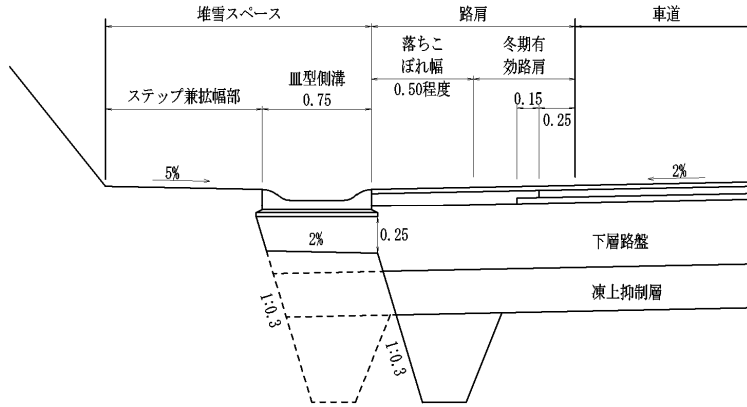 堆雪スペース
路肩
車道
落ちこ
ぼれ幅
0.50程度
冬期有
効路肩
皿型側溝
0.75
ステップ兼拡幅部
0.15
0.25
5%
2%
2%
0.25
下層路盤
凍上抑制層
1:0.3
1:0.3